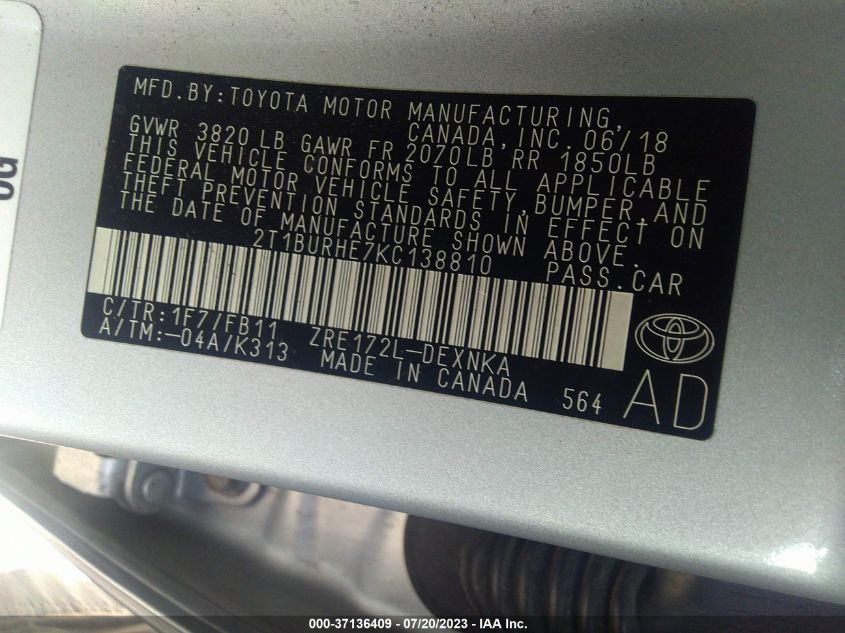 MFD.BY:TOYOTA MOTOR MANUFACTURING,
CANADA,INC. 06/18
GVWR 3820 LB GAWR FR 2070LB RR 1850LB
THIS VEHICLE CONFORMS TO ALL APPLICABLE
FEDERAL MOTOR VEHICLE SAFETY,BUMPER,AND
THEFT PREVENTION STANDARDS IN EFFECT ON
THE DATE OF MANUFACTURE SHOWN ABOVE.
2T1BURHE7KC138810 PASS.CAR
C/TR:1F7/FB11 ZRE172L-DEXNKA
A/TM:-04A/K313 MADE IN CANADA 564 AD
000-37136409 - 07/20/2023 - IAA Inc.